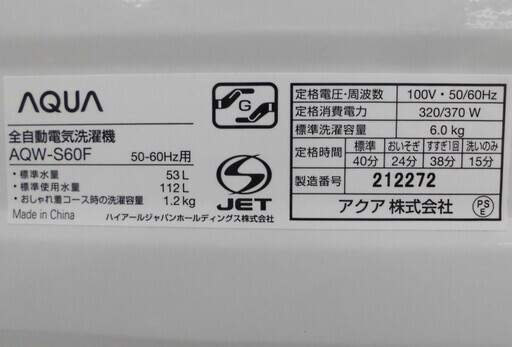 AQUA
全自動電気洗濯機
AQW-S60F 50-60Hz用
・標準水量 53L
・標準使用水量 112L
・おしゃれ着コース時の洗濯容量 1.2kg
Made in China ハイアールジャパンホールディングス株式会社
G
S
JET
定格電圧・周波数 100V・50/60Hz
定格消費電力 320/370 W
標準洗濯容量 6.0kg
定格時間 標準 おいそぎ すすぎ1回 洗いのみ
40分 24分 38分 15分
製造番号 212272
アクア 株式会社
PS
E